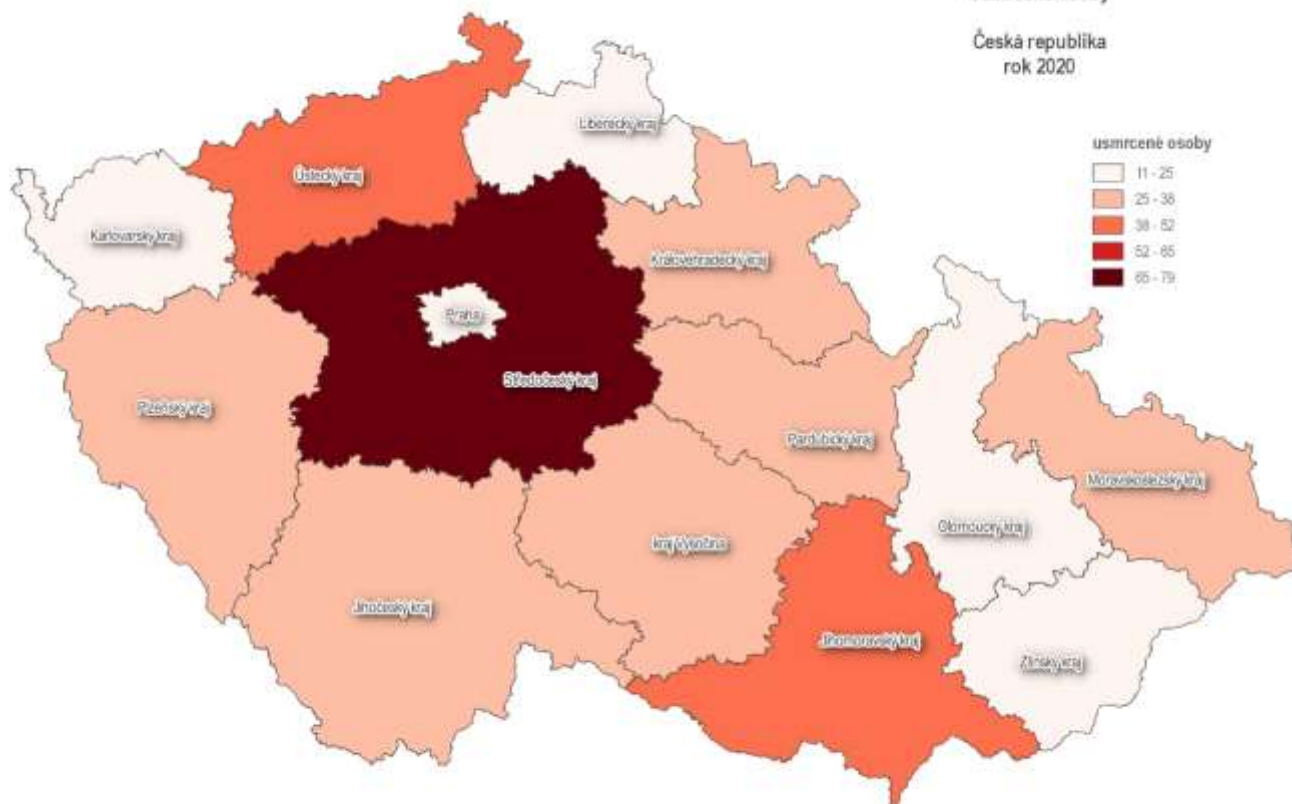 Česká republika
rok 2020
usmrcené osoby
11 - 25
25 - 38
38 - 52
52 - 65
65 - 79
Liberecký kraj
Ústecký kraj
Karlovarský kraj
Královehradecký kraj
Praha
Středočeský kraj
Plzeňský kraj
Pardubický kraj
Moravskoslezský kraj
Olomoucký kraj
kraj Vysočina
Jihočeský kraj
Jihomoravský kraj
Zlínský kraj